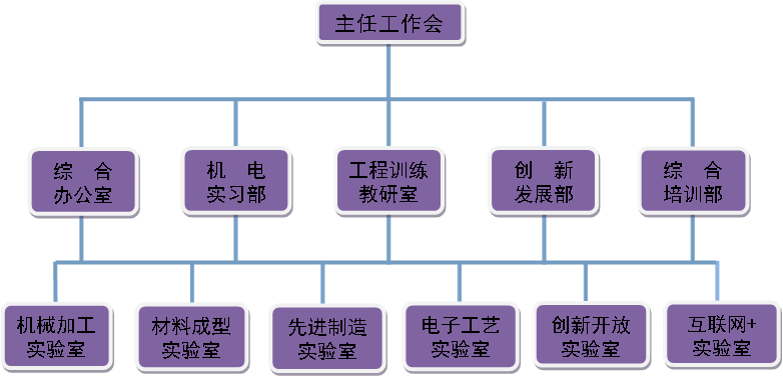 主任工作会
综 合
办公室
机 电
实习部
工程训练
教研室
创 新
发展部
综 合
培训部
机械加工
实验室
材料成型
实验室
先进制造
实验室
电子工艺
实验室
创新开放
实验室
互联网+
实验室